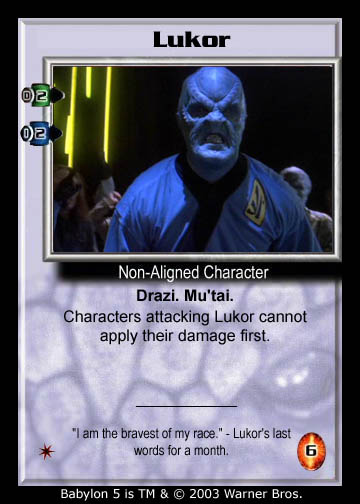 Lukor
0 2
0 2
Non-Aligned Character
Drazi. Mu'tai.
Characters attacking Lukor cannot
apply their damage first.
"I am the bravest of my race." - Lukor's last
words for a month.
6
Babylon 5 is TM & © 2003 Warner Bros.